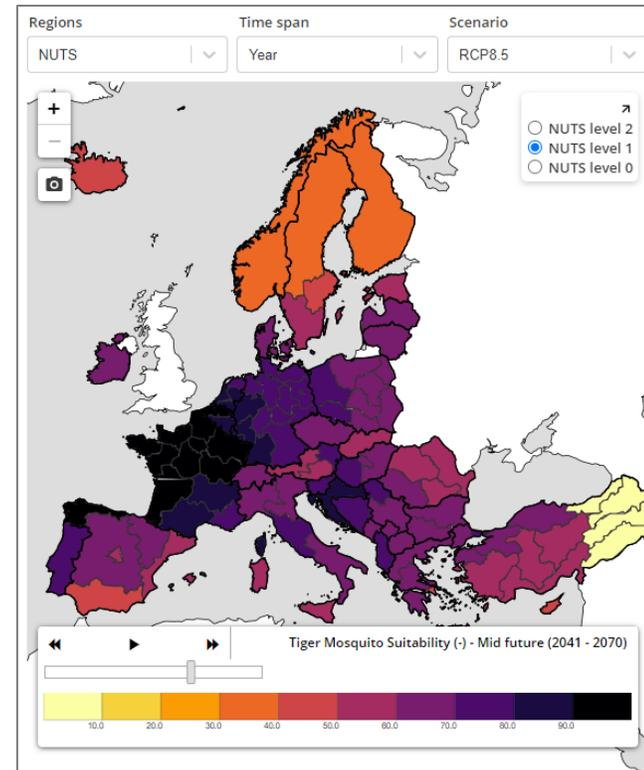 Regions Time span Scenario
NUTS Year RCP8.5
+
−
NUTS level 2
NUTS level 1
NUTS level 0
Tiger Mosquito Suitability (-) - Mid future (2041 - 2070)
10.0 20.0 30.0 40.0 50.0 60.0 70.0 80.0 90.0